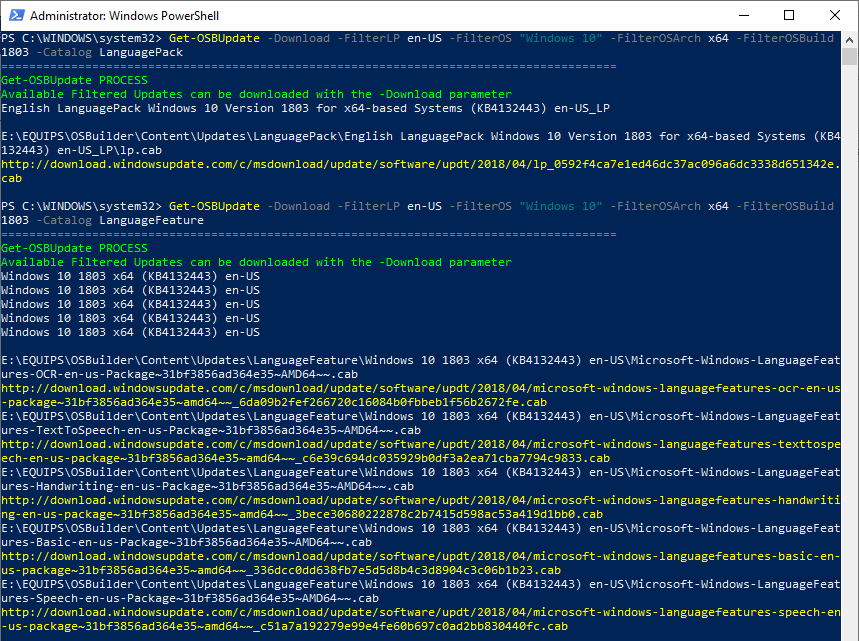 Administrator: Windows PowerShell
PS C:\WINDOWS\system32> Get-OSBUpdate -Download -FilterLP en-US -FilterOS "Windows 10" -FilterOSArch x64 -FilterOSBuild
1803 -Catalog LanguagePack
========================================================================================
Get-OSBUpdate PROCESS
Available Filtered Updates can be downloaded with the -Download parameter
English LanguagePack Windows 10 Version 1803 for x64-based Systems (KB4132443) en-US_LP
E:\EQUIPS\OSBuilder\Content\Updates\LanguagePack\English LanguagePack Windows 10 Version 1803 for x64-based Systems (KB4
132443) en-US_LP\lp.cab
http://download.windowsupdate.com/c/msdownload/update/software/updt/2018/04/lp_0592f4ca7e1ed46dc37ac096a6dc3338d651342e.
cab
PS C:\WINDOWS\system32> Get-OSBUpdate -Download -FilterLP en-US -FilterOS "Windows 10" -FilterOSArch x64 -FilterOSBuild
1803 -Catalog LanguageFeature
========================================================================================
Get-OSBUpdate PROCESS
Available Filtered Updates can be downloaded with the -Download parameter
Windows 10 1803 x64 (KB4132443) en-US
Windows 10 1803 x64 (KB4132443) en-US
Windows 10 1803 x64 (KB4132443) en-US
Windows 10 1803 x64 (KB4132443) en-US
Windows 10 1803 x64 (KB4132443) en-US
E:\EQUIPS\OSBuilder\Content\Updates\LanguageFeature\Windows 10 1803 x64 (KB4132443) en-US\Microsoft-Windows-LanguageFeat
ures-OCR-en-us-Package~31bf3856ad364e35~AMD64~~.cab
http://download.windowsupdate.com/c/msdownload/update/software/updt/2018/04/microsoft-windows-languagefeatures-ocr-en-us
-package~31bf3856ad364e35~amd64~~_6da09b2fef266720c16084b0fbbeb1f56b2672fe.cab
E:\EQUIPS\OSBuilder\Content\Updates\LanguageFeature\Windows 10 1803 x64 (KB4132443) en-US\Microsoft-Windows-LanguageFeat
ures-TextToSpeech-en-us-Package~31bf3856ad364e35~AMD64~~.cab
http://download.windowsupdate.com/c/msdownload/update/software/updt/2018/04/microsoft-windows-languagefeatures-texttospe
ech-en-us-package~31bf3856ad364e35~amd64~~_c6e39c694dc035929b0df3a2ea71cba7794c9833.cab
E:\EQUIPS\OSBuilder\Content\Updates\LanguageFeature\Windows 10 1803 x64 (KB4132443) en-US\Microsoft-Windows-LanguageFeat
ures-Handwriting-en-us-Package~31bf3856ad364e35~AMD64~~.cab
http://download.windowsupdate.com/c/msdownload/update/software/updt/2018/04/microsoft-windows-languagefeatures-handwriti
ng-en-us-package~31bf3856ad364e35~amd64~~_3bece30680222878c2b7415d598ac53a419d1bb0.cab
E:\EQUIPS\OSBuilder\Content\Updates\LanguageFeature\Windows 10 1803 x64 (KB4132443) en-US\Microsoft-Windows-LanguageFeat
ures-Basic-en-us-Package~31bf3856ad364e35~AMD64~~.cab
http://download.windowsupdate.com/c/msdownload/update/software/updt/2018/04/microsoft-windows-languagefeatures-basic-en-
us-package~31bf3856ad364e35~amd64~~_336dcc0dd638fb7e5d5d8b4c3d8904c3c06b1b23.cab
E:\EQUIPS\OSBuilder\Content\Updates\LanguageFeature\Windows 10 1803 x64 (KB4132443) en-US\Microsoft-Windows-LanguageFeat
ures-Speech-en-us-Package~31bf3856ad364e35~AMD64~~.cab
http://download.windowsupdate.com/c/msdownload/update/software/updt/2018/04/microsoft-windows-languagefeatures-speech-en
-us-package~31bf3856ad364e35~amd64~~_c51a7a192279e99e4fe60b697c0ad2bb830440fc.cab